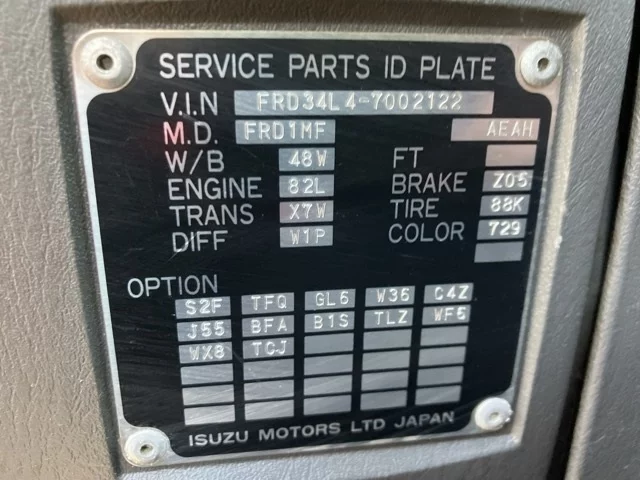 SERVICE PARTS ID PLATE
V.I.N FRD34L4-7002122
M.D. FRD1MF AEAH
W/B 48W FT
ENGINE 82L BRAKE Z05
TRANS X7W TIRE 88K
DIFF W1P COLOR 729
OPTION
S2F TFQ GL6 W36 C4Z
J55 BFA B1S TLZ WF5
WX8 TCJ
ISUZU MOTORS LTD JAPAN